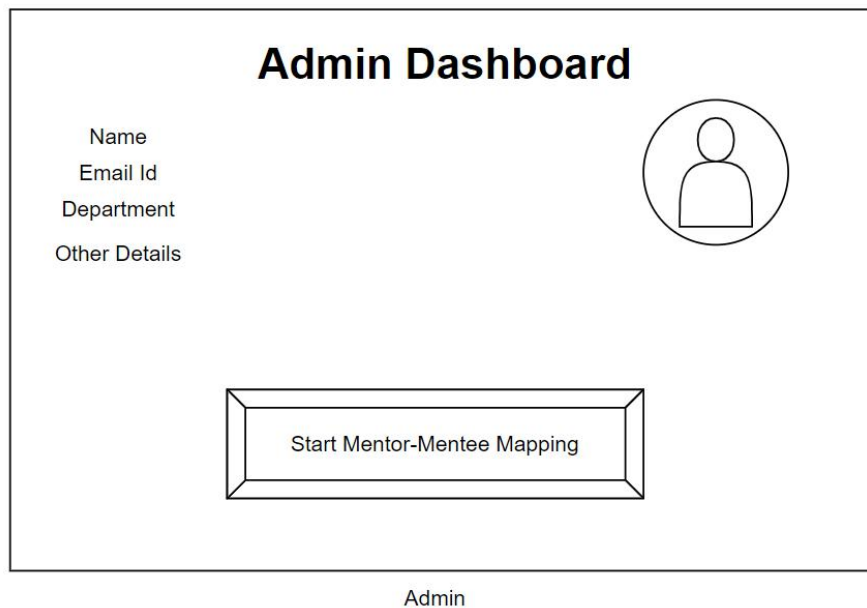 Admin Dashboard
Name
Email Id
Department
Other Details
Start Mentor-Mentee Mapping
Admin